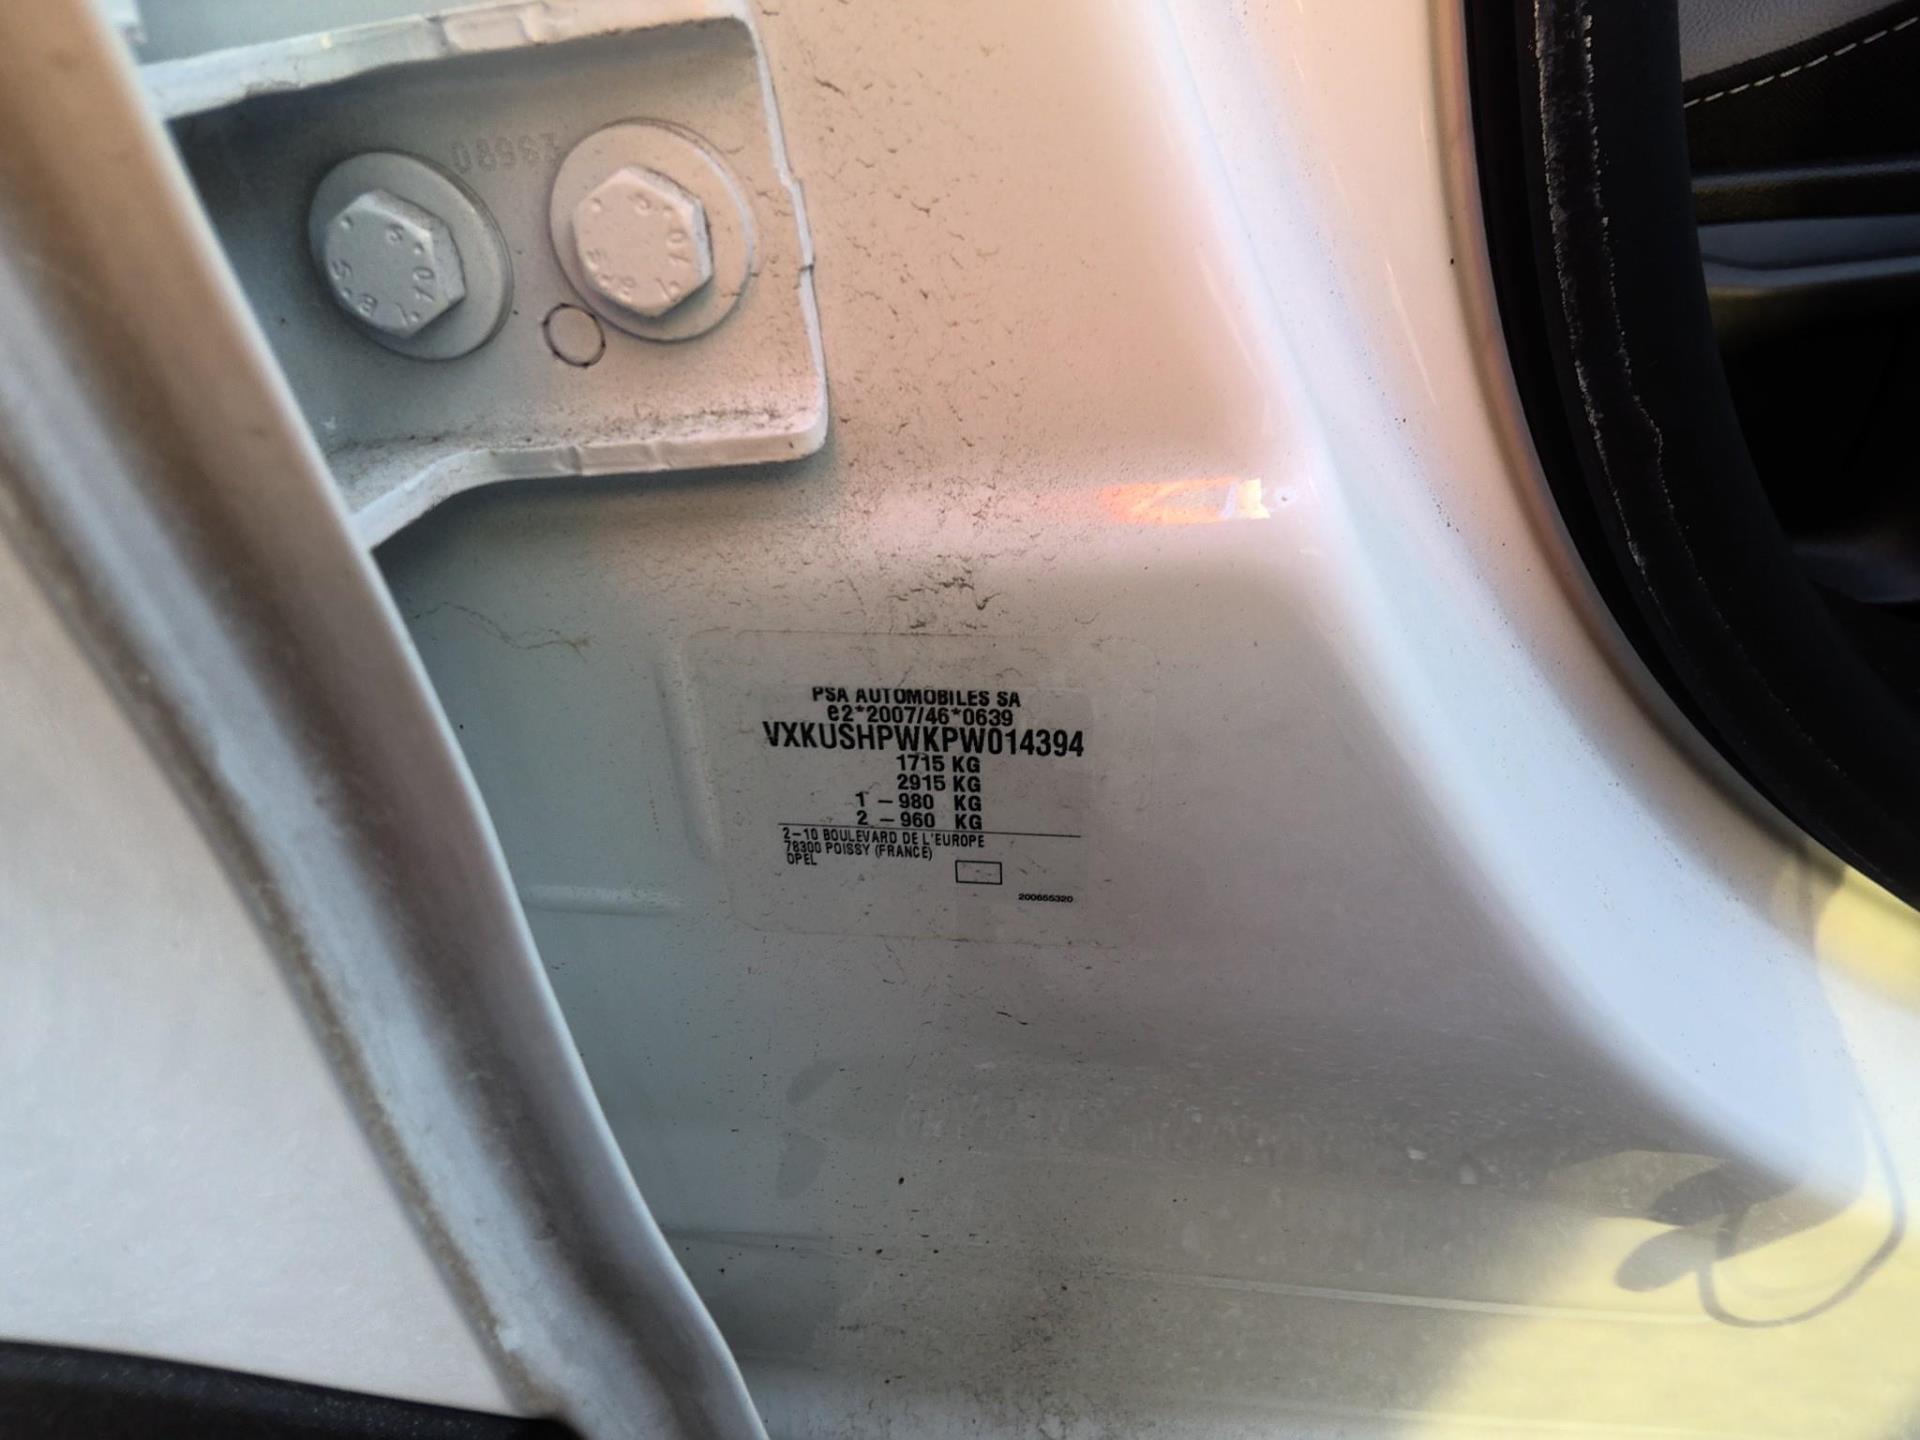 PSA AUTOMOBILES SA
e2*2007/46*0639
VXKUSHPWKPW014394
1715 KG
2915 KG
1 – 980 KG
2 – 960 KG
2–10 BOULEVARD DE L'EUROPE
78300 POISSY (FRANCE)
OPEL
200655320